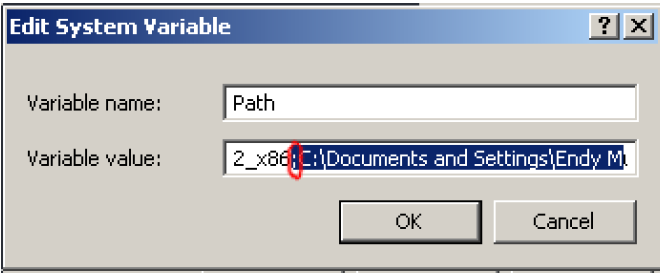 Edit System Variable
Variable name: Path
Variable value: 2_x86;C:\Documents and Settings\Endy M
OK Cancel